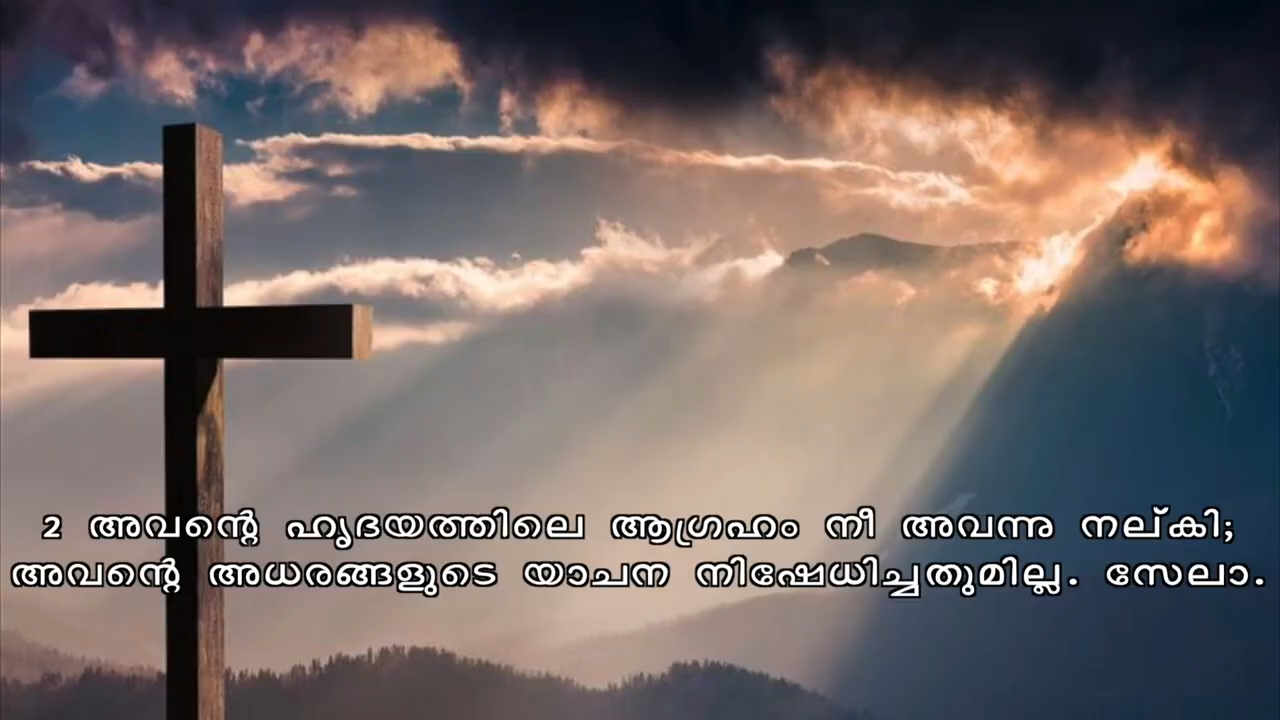 2 അവന്റെ ഹൃദയത്തിലെ ആഗ്രഹം നീ അവന്നു നല്കി;
അവന്റെ അധരങ്ങളുടെ യാചന നിഷേധിച്ചതുമില്ല. സേലാ.